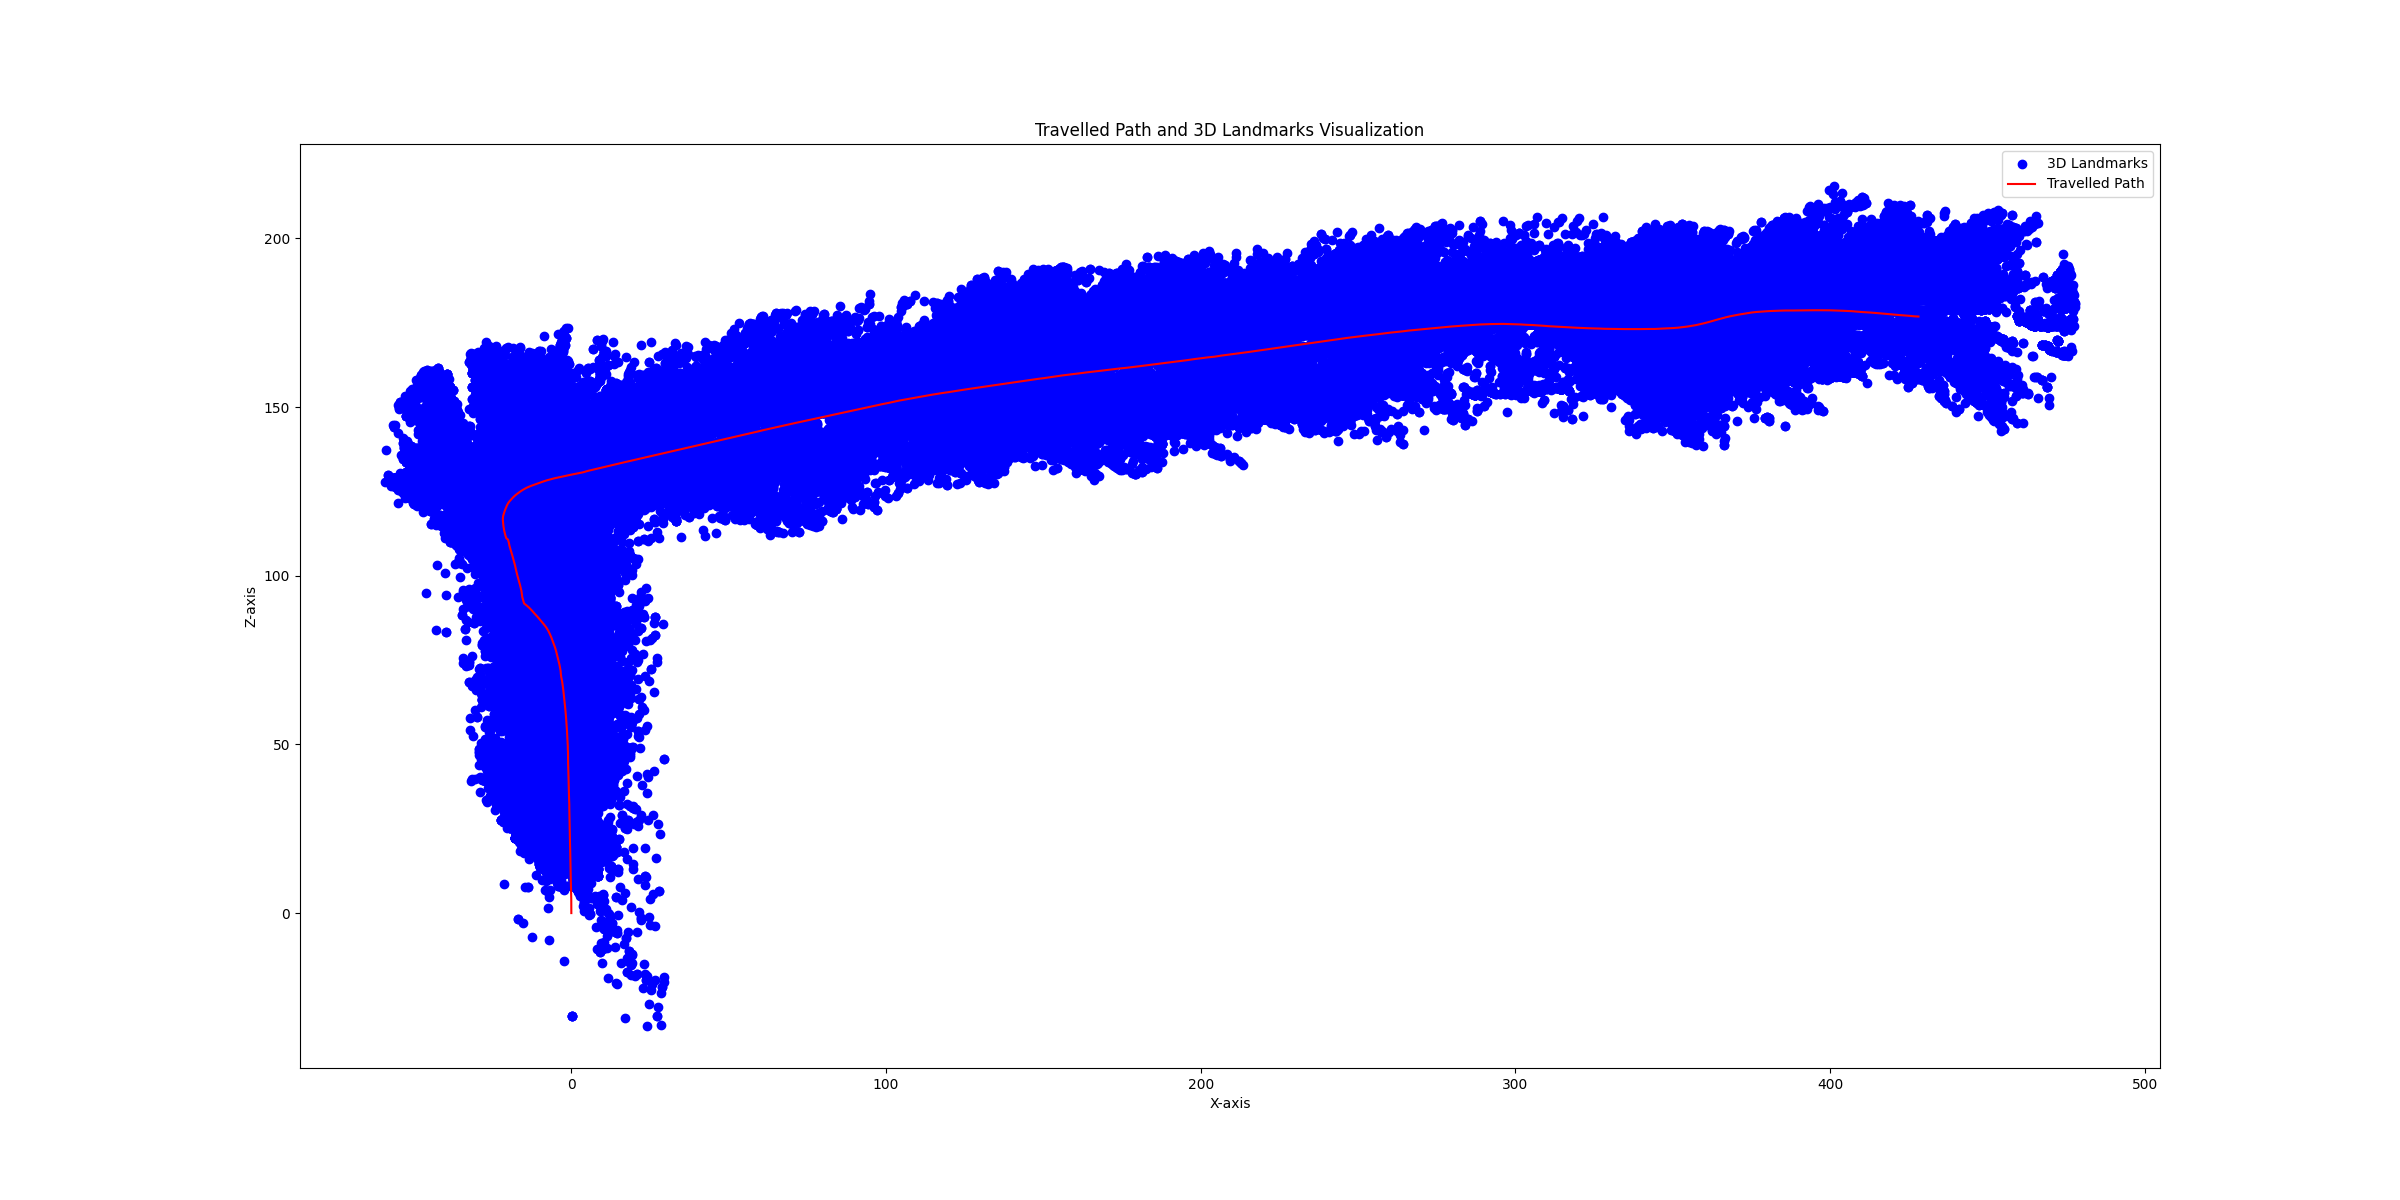 Travelled Path and 3D Landmarks Visualization
3D Landmarks
Travelled Path
200
150
100
50
0
Z-axis
0 100 200 300 400 500
X-axis